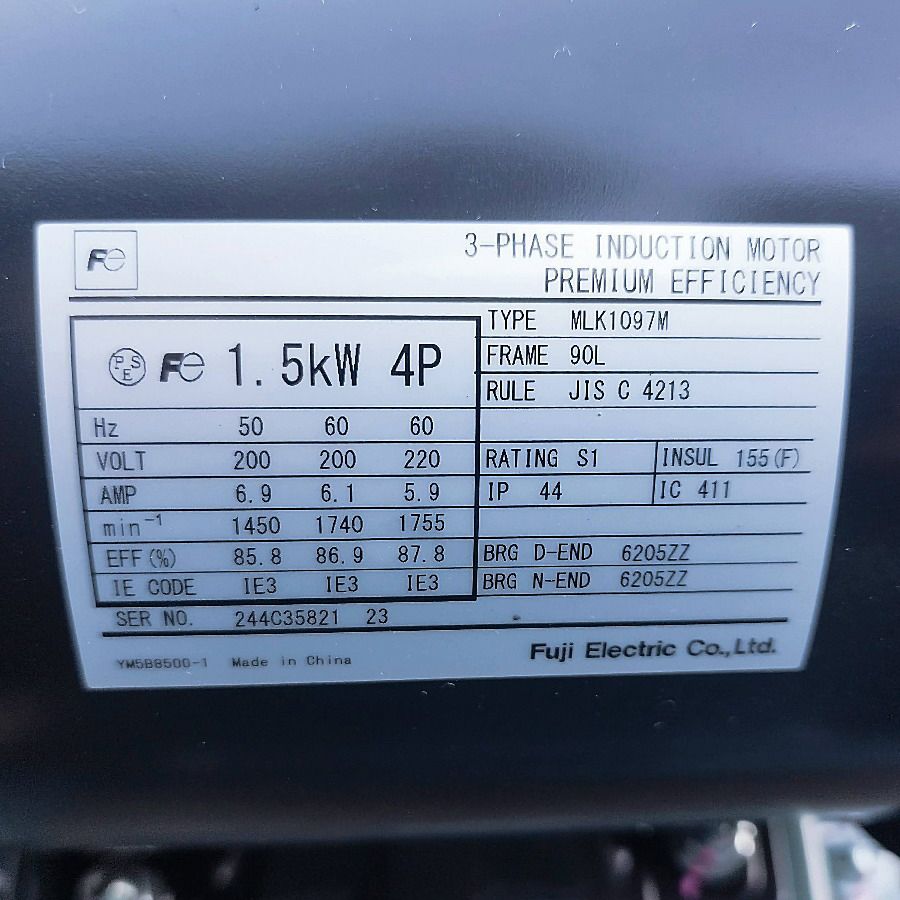 Fe
3-PHASE INDUCTION MOTOR
PREMIUM EFFICIENCY
PSE Fe 1.5kW 4P
Hz 50 60 60
VOLT 200 200 220
AMP 6.9 6.1 5.9
min⁻¹ 1450 1740 1755
EFF(%) 85.8 86.9 87.8
IE CODE IE3 IE3 IE3
SER NO. 244C35821 23
TYPE MLK1097M
FRAME 90L
RULE JIS C 4213
RATING S1 INSUL 155(F)
IP 44 IC 411
BRG D-END 6205ZZ
BRG N-END 6205ZZ
YM5B8500-1 Made in China
Fuji Electric Co.,Ltd.